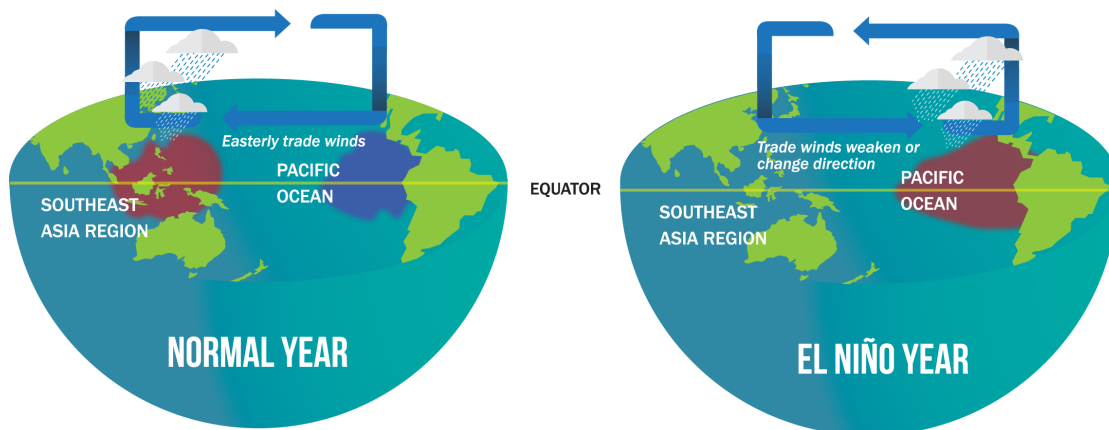 Easterly trade winds
PACIFIC
OCEAN
SOUTHEAST
ASIA REGION
NORMAL YEAR
EQUATOR
Trade winds weaken or
change direction
PACIFIC
OCEAN
SOUTHEAST
ASIA REGION
EL NIÑO YEAR